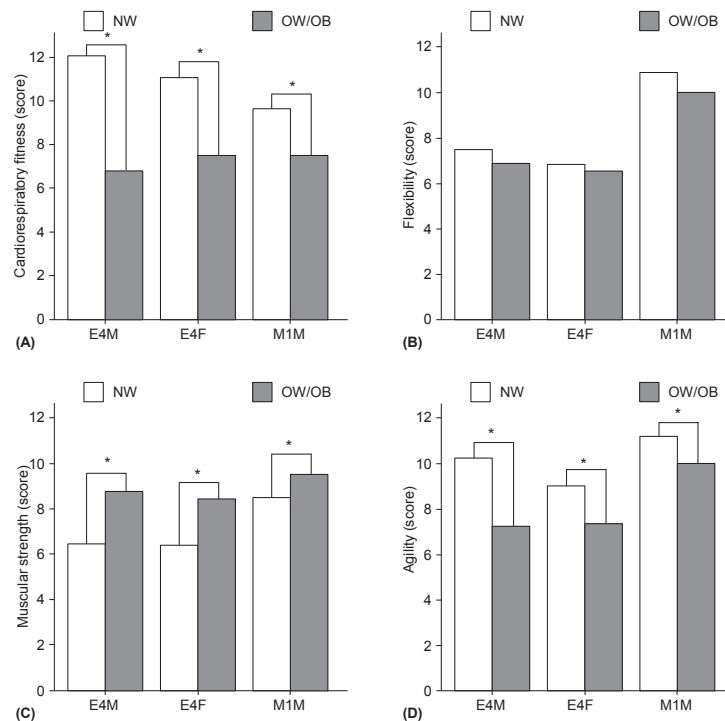 NW OW/OB
12
10
8
6
4
2
0
Cardiorespiratory fitness (score)
* * *
E4M E4F M1M
(A)
NW OW/OB
12
10
8
6
4
2
0
Flexibility (score)
E4M E4F M1M
(B)
NW OW/OB
12
10
8
6
4
2
0
Muscular strength (score)
* * *
E4M E4F M1M
(C)
NW OW/OB
12
10
8
6
4
2
0
Agility (score)
* * *
E4M E4F M1M
(D)